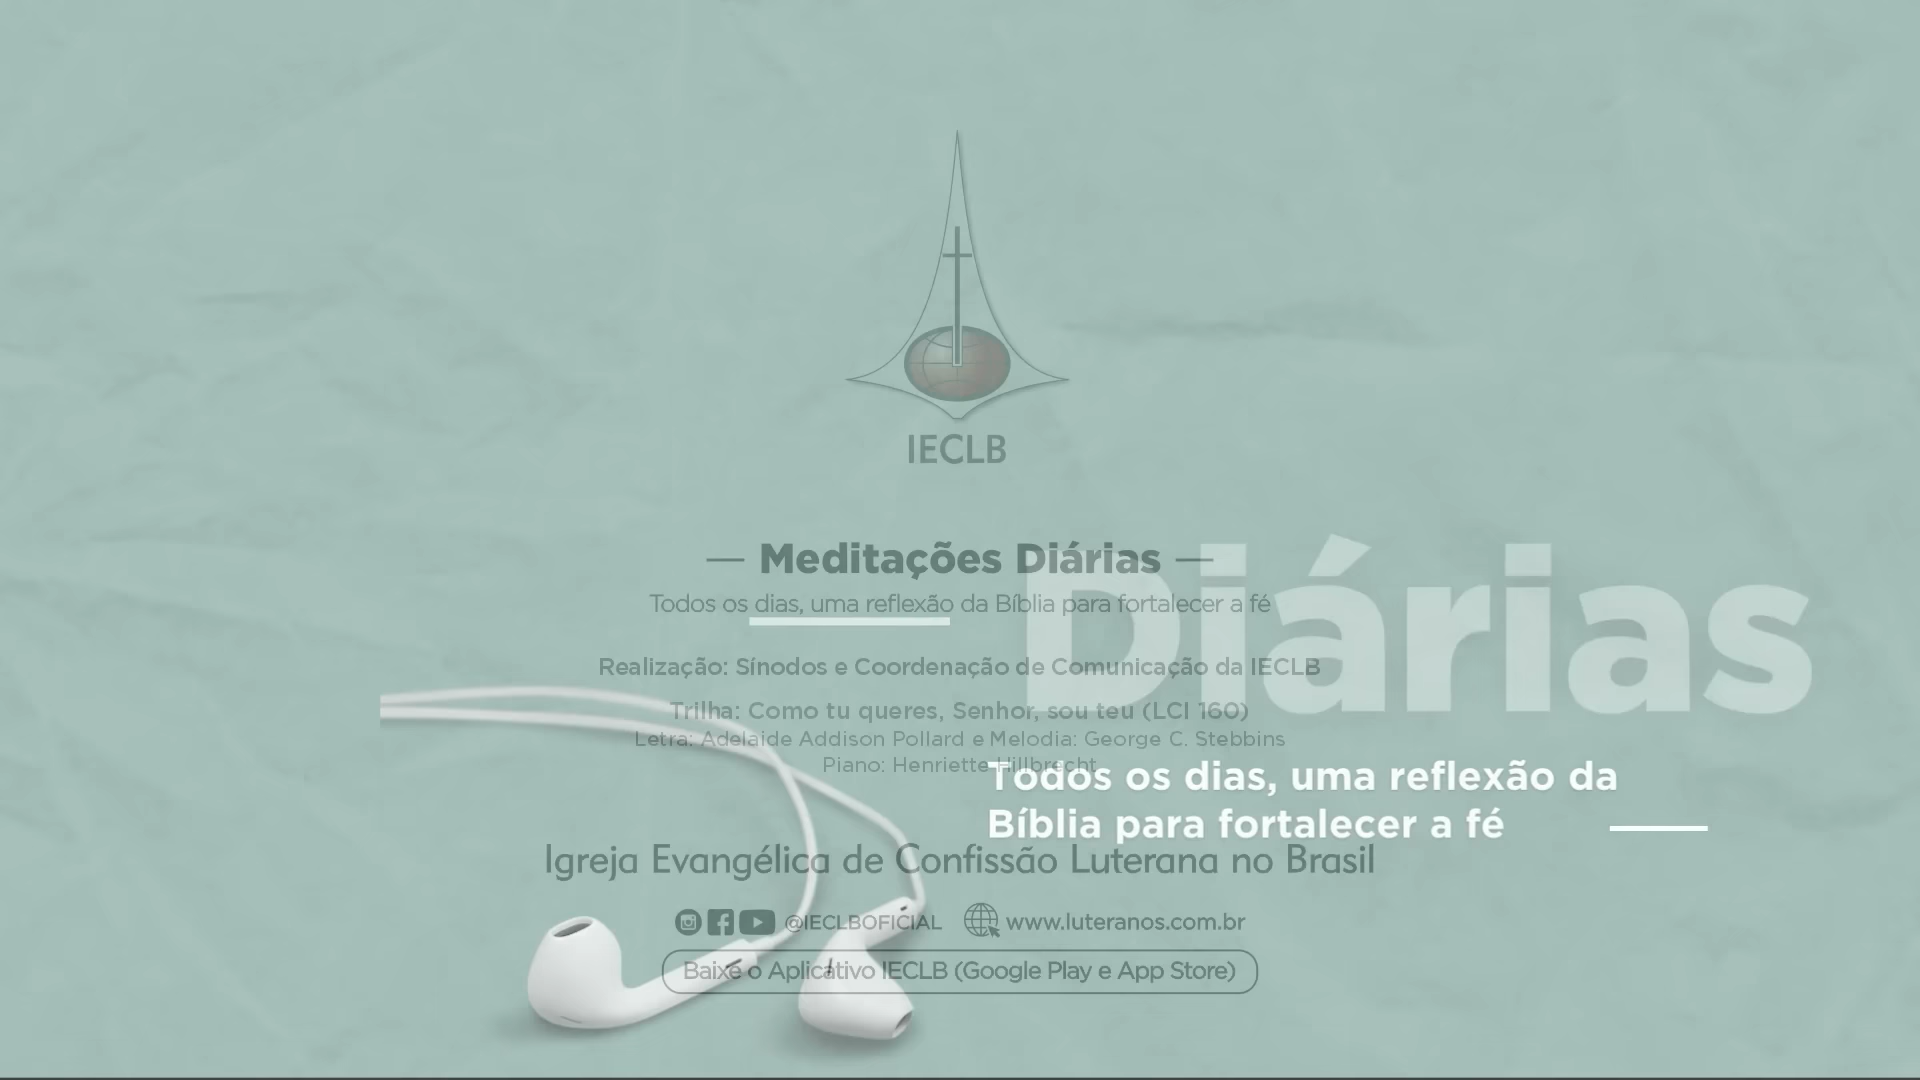 IECLB
— Meditações Diárias —
Todos os dias, uma reflexão da Bíblia para fortalecer a fé
Diárias
Realização: Sínodos e Coordenação de Comunicação da IECLB
Trilha: Como tu queres, Senhor, sou teu (LCI 160)
Letra: Adelaide Addison Pollard e Melodia: George C. Stebbins
Piano: Henriette Hillbrecht
Todos os dias, uma reflexão da
Bíblia para fortalecer a fé
Igreja Evangélica de Confissão Luterana no Brasil
@IECLBOFICIAL www.luteranos.com.br
Baixe o Aplicativo IECLB (Google Play e App Store)